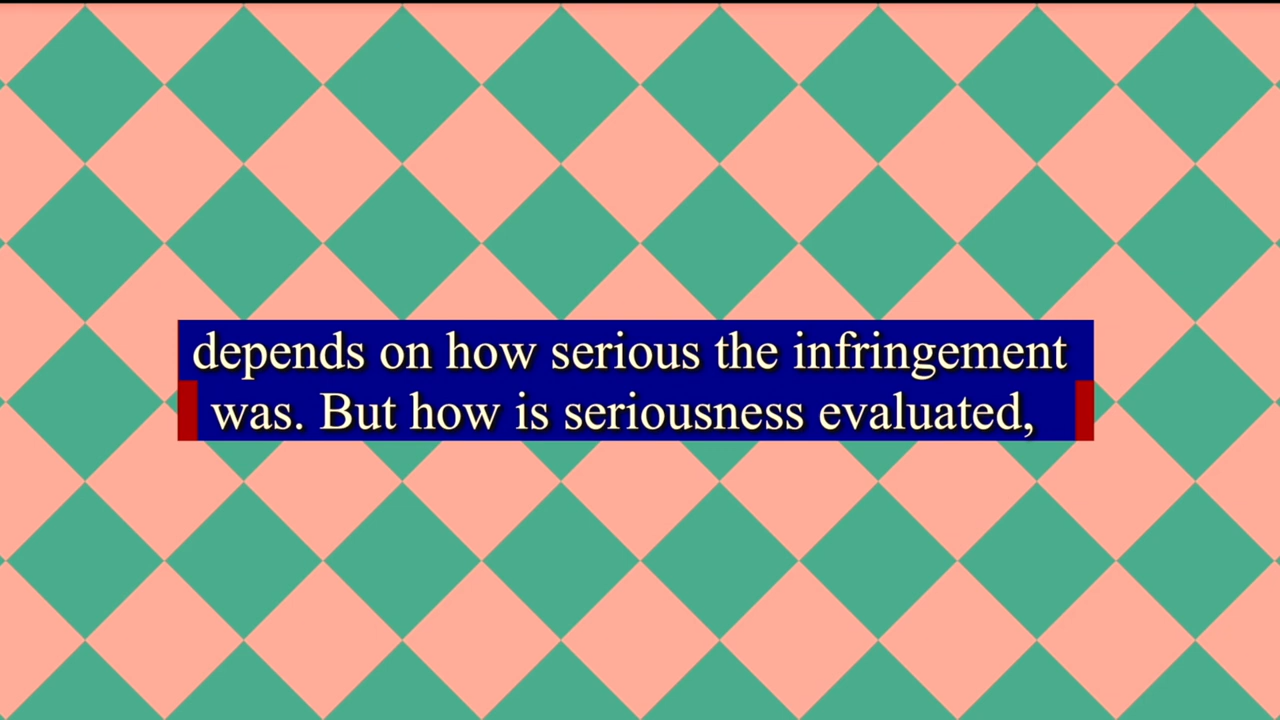 depends on how serious the infringement
was. But how is seriousness evaluated,